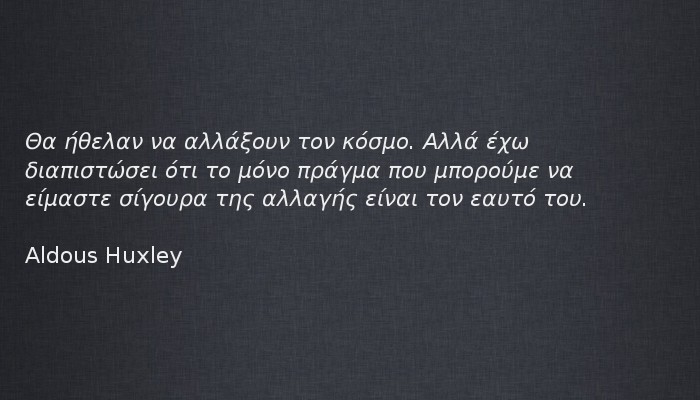 Θα ήθελαν να αλλάξουν τον κόσμο. Αλλά έχω
διαπιστώσει ότι το μόνο πράγμα που μπορούμε να
είμαστε σίγουρα της αλλαγής είναι τον εαυτό του.
Aldous Huxley